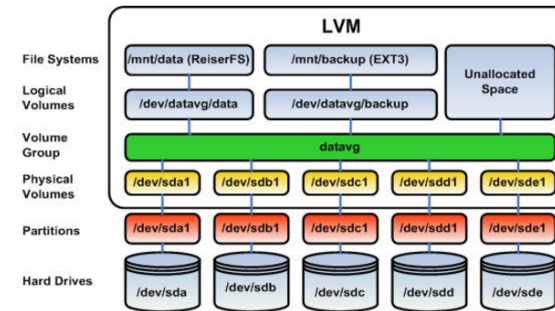 LVM
File Systems
/mnt/data (ReiserFS)
/mnt/backup (EXT3)
Unallocated
Space
Logical
Volumes
/dev/datavg/data
/dev/datavg/backup
Volume
Group
datavg
Physical
Volumes
/dev/sda1
/dev/sdb1
/dev/sdc1
/dev/sdd1
/dev/sde1
Partitions
/dev/sda1
/dev/sdb1
/dev/sdc1
/dev/sdd1
/dev/sde1
Hard Drives
/dev/sda
/dev/sdb
/dev/sdc
/dev/sdd
/dev/sde